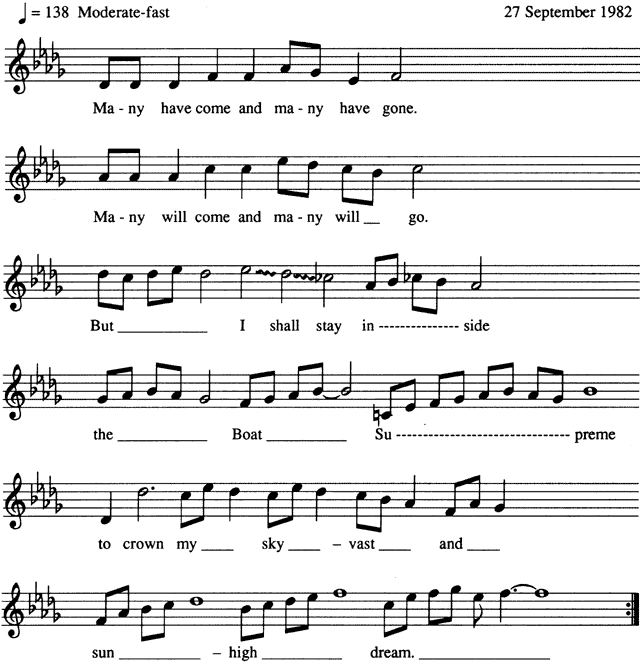 ♩ = 138 Moderate-fast 27 September 1982
Ma - ny have come and ma - ny have gone.
Ma - ny will come and ma - ny will __ go.
But ___________ I shall stay in --------------- side
the ___________ Boat __________ Su -------------------------------- preme
to crown my ____ sky ____ – vast ____ and ____
sun __________ – high __________ dream. ________________